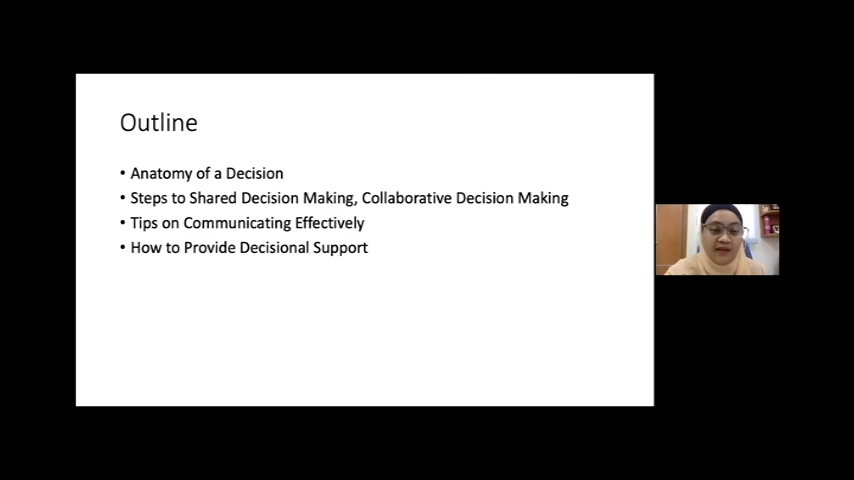 Outline
• Anatomy of a Decision
• Steps to Shared Decision Making, Collaborative Decision Making
• Tips on Communicating Effectively
• How to Provide Decisional Support